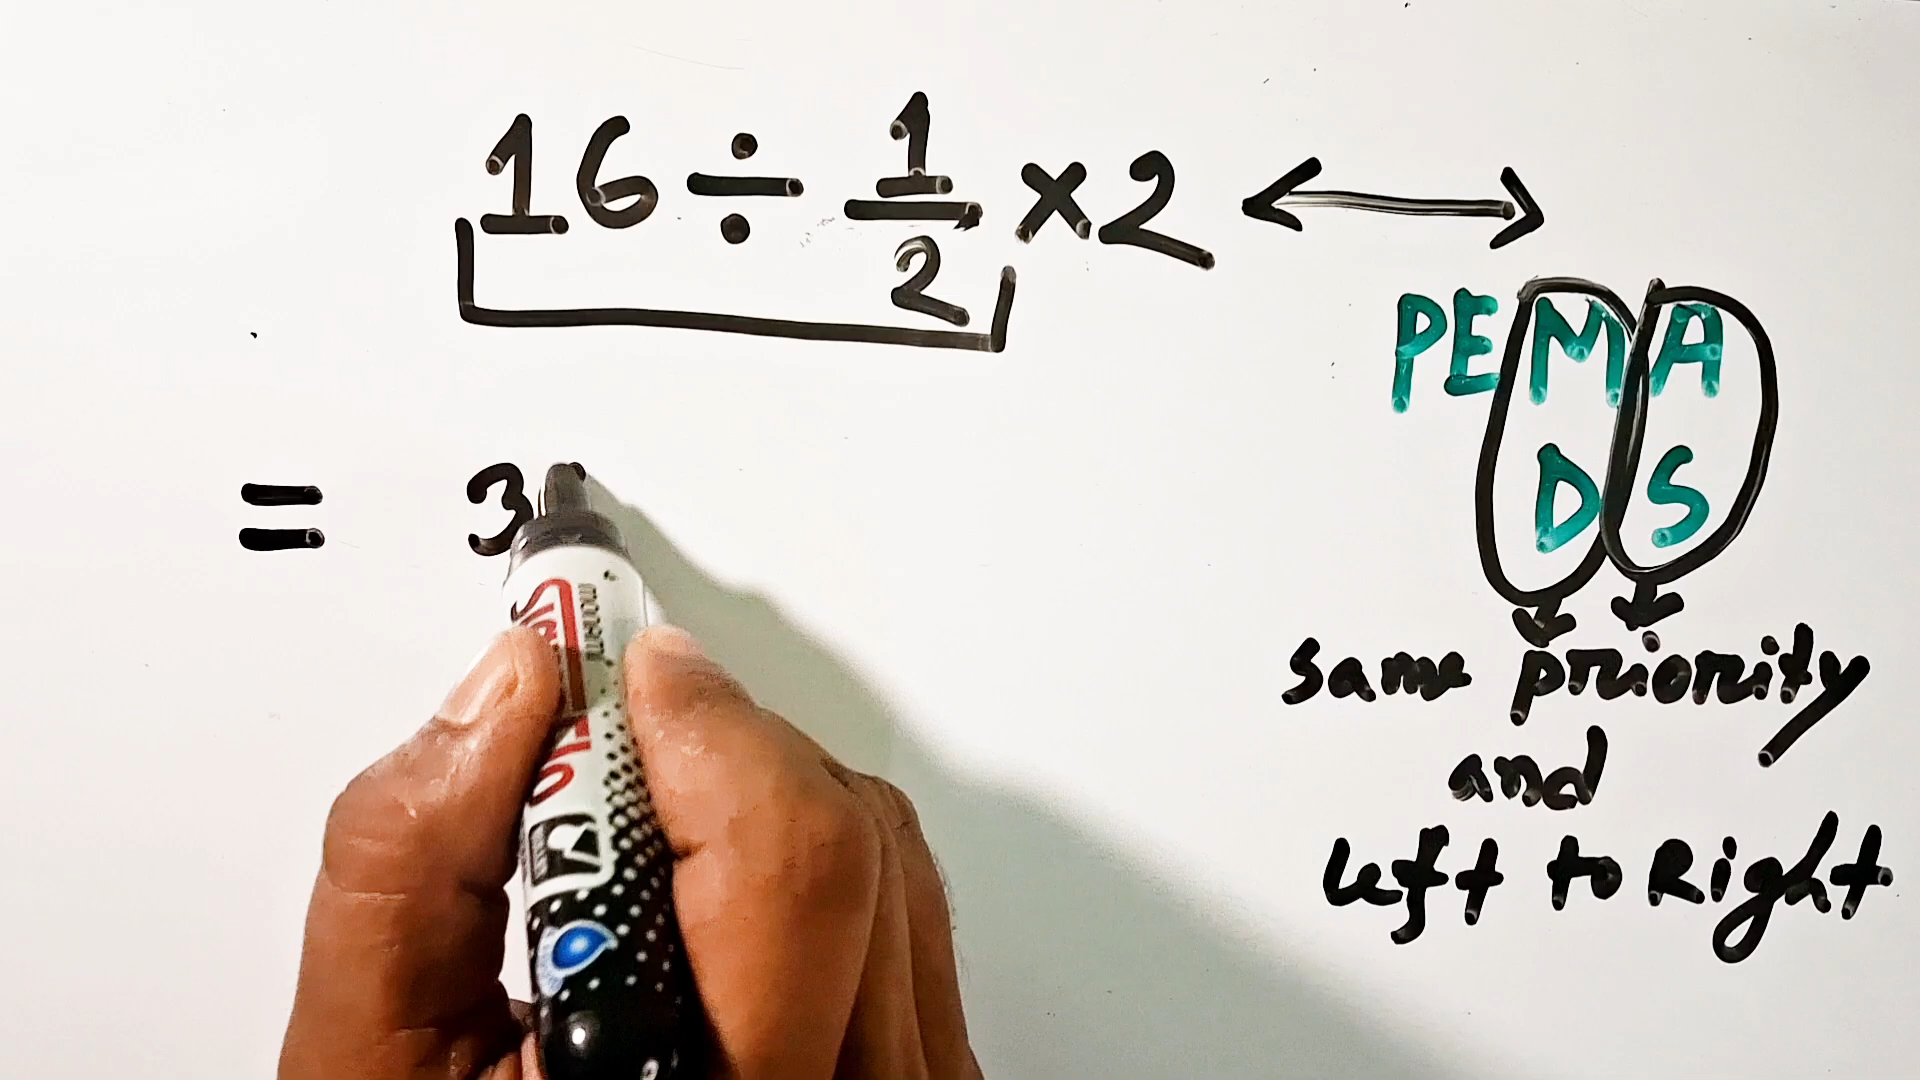 16 ÷ 1/2 × 2
PEMA
DS
= 3
same priority
and
left to Right